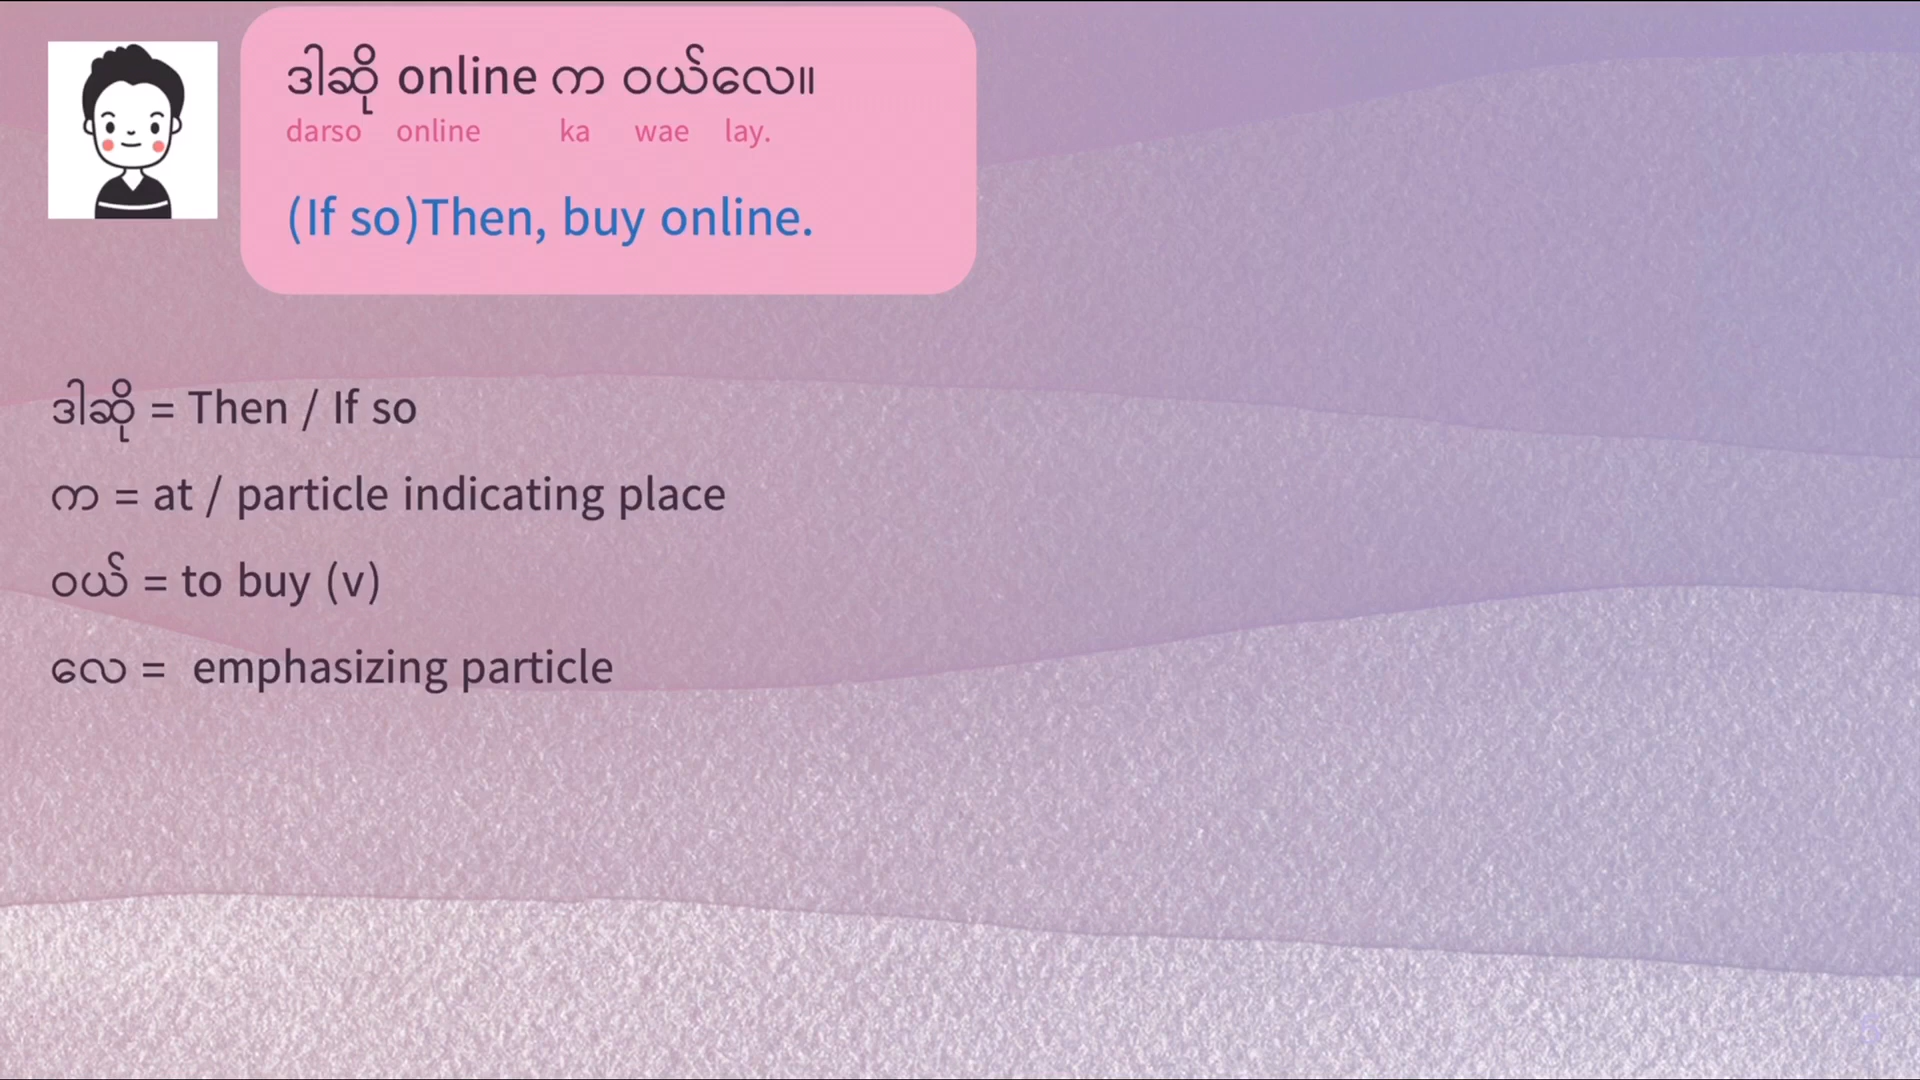 ဒါဆို online က ဝယ်လေ။
darso online ka wae lay.
(If so)Then, buy online.
ဒါဆို = Then / If so
က = at / particle indicating place
ဝယ် = to buy (v)
လေ = emphasizing particle